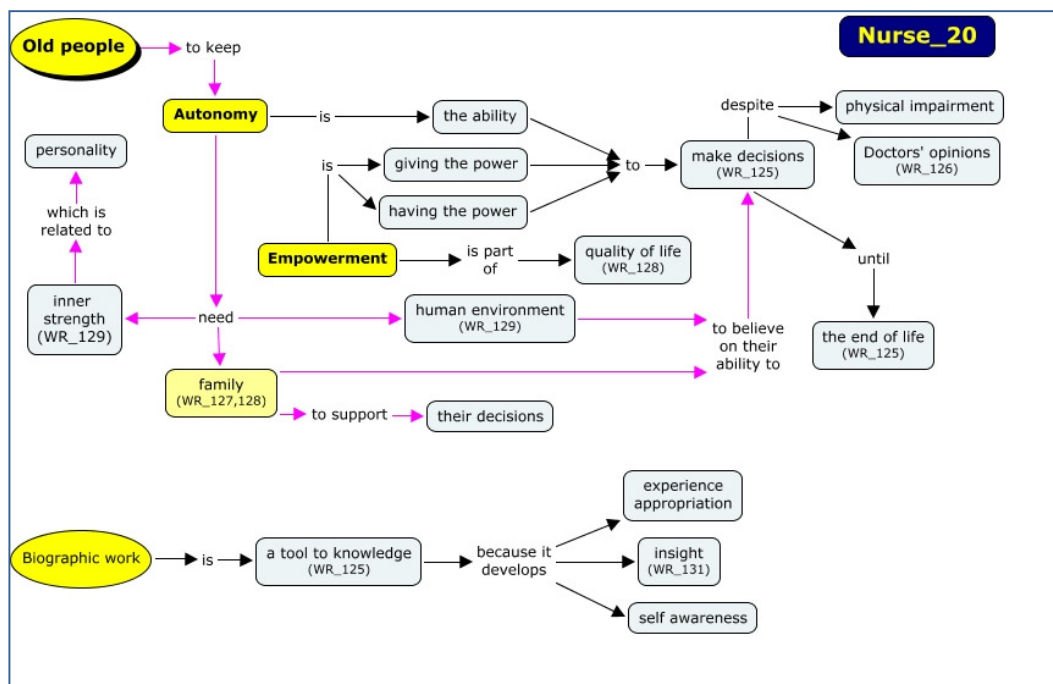 Old people
to keep
Nurse_20
Autonomy
is
the ability
despite
physical impairment
personality
is
giving the power
to
make decisions
(WR_125)
Doctors' opinions
(WR_126)
having the power
which is
related to
Empowerment
is part
of
quality of life
(WR_128)
until
inner
strength
(WR_129)
need
human environment
(WR_129)
to believe
on their
ability to
the end of life
(WR_125)
family
(WR_127,128)
to support
their decisions
experience
appropriation
Biographic work
is
a tool to knowledge
(WR_125)
because it
develops
insight
(WR_131)
self awareness